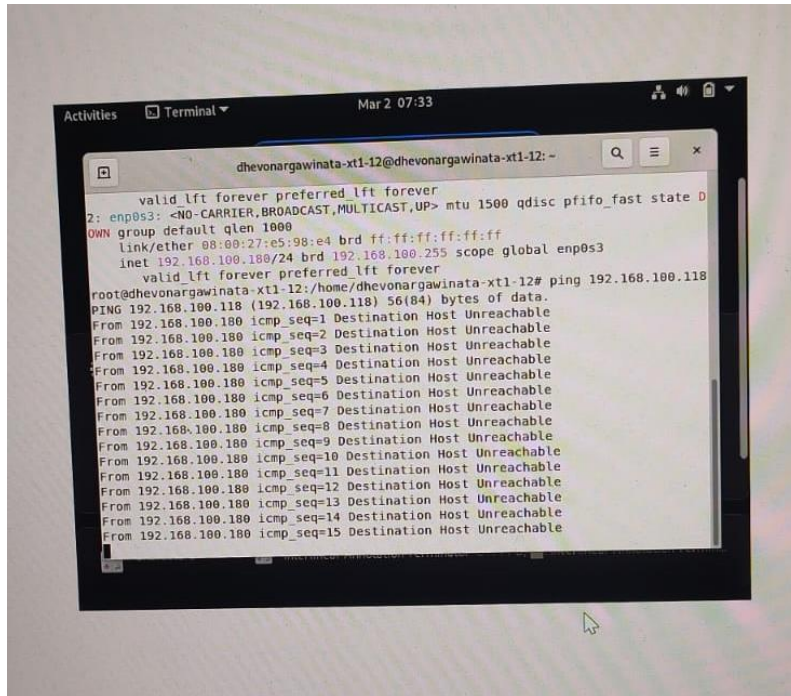 Activities Terminal Mar 2 07:33
dhevonargawinata-xt1-12@dhevonargawinata-xt1-12: ~
valid_lft forever preferred_lft forever
2: enp0s3: <NO-CARRIER,BROADCAST,MULTICAST,UP> mtu 1500 qdisc pfifo_fast state D
OWN group default qlen 1000
link/ether 08:00:27:e5:98:e4 brd ff:ff:ff:ff:ff:ff
inet 192.168.100.180/24 brd 192.168.100.255 scope global enp0s3
valid_lft forever preferred_lft forever
root@dhevonargawinata-xt1-12:/home/dhevonargawinata-xt1-12# ping 192.168.100.118
PING 192.168.100.118 (192.168.100.118) 56(84) bytes of data.
From 192.168.100.180 icmp_seq=1 Destination Host Unreachable
From 192.168.100.180 icmp_seq=2 Destination Host Unreachable
From 192.168.100.180 icmp_seq=3 Destination Host Unreachable
From 192.168.100.180 icmp_seq=4 Destination Host Unreachable
From 192.168.100.180 icmp_seq=5 Destination Host Unreachable
From 192.168.100.180 icmp_seq=6 Destination Host Unreachable
From 192.168.100.180 icmp_seq=7 Destination Host Unreachable
From 192.168.100.180 icmp_seq=8 Destination Host Unreachable
From 192.168.100.180 icmp_seq=9 Destination Host Unreachable
From 192.168.100.180 icmp_seq=10 Destination Host Unreachable
From 192.168.100.180 icmp_seq=11 Destination Host Unreachable
From 192.168.100.180 icmp_seq=12 Destination Host Unreachable
From 192.168.100.180 icmp_seq=13 Destination Host Unreachable
From 192.168.100.180 icmp_seq=14 Destination Host Unreachable
From 192.168.100.180 icmp_seq=15 Destination Host Unreachable